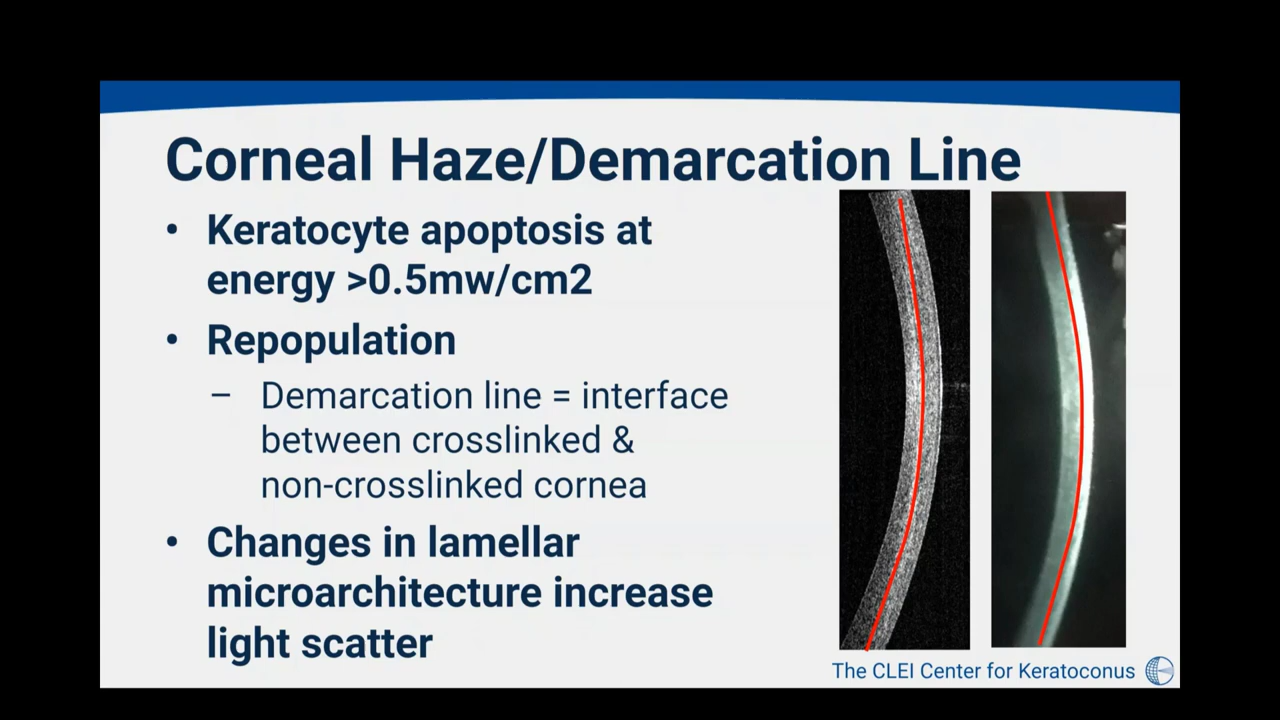 Corneal Haze/Demarcation Line
• Keratocyte apoptosis at
energy >0.5mw/cm2
• Repopulation
– Demarcation line = interface
between crosslinked &
non-crosslinked cornea
• Changes in lamellar
microarchitecture increase
light scatter
The CLEI Center for Keratoconus